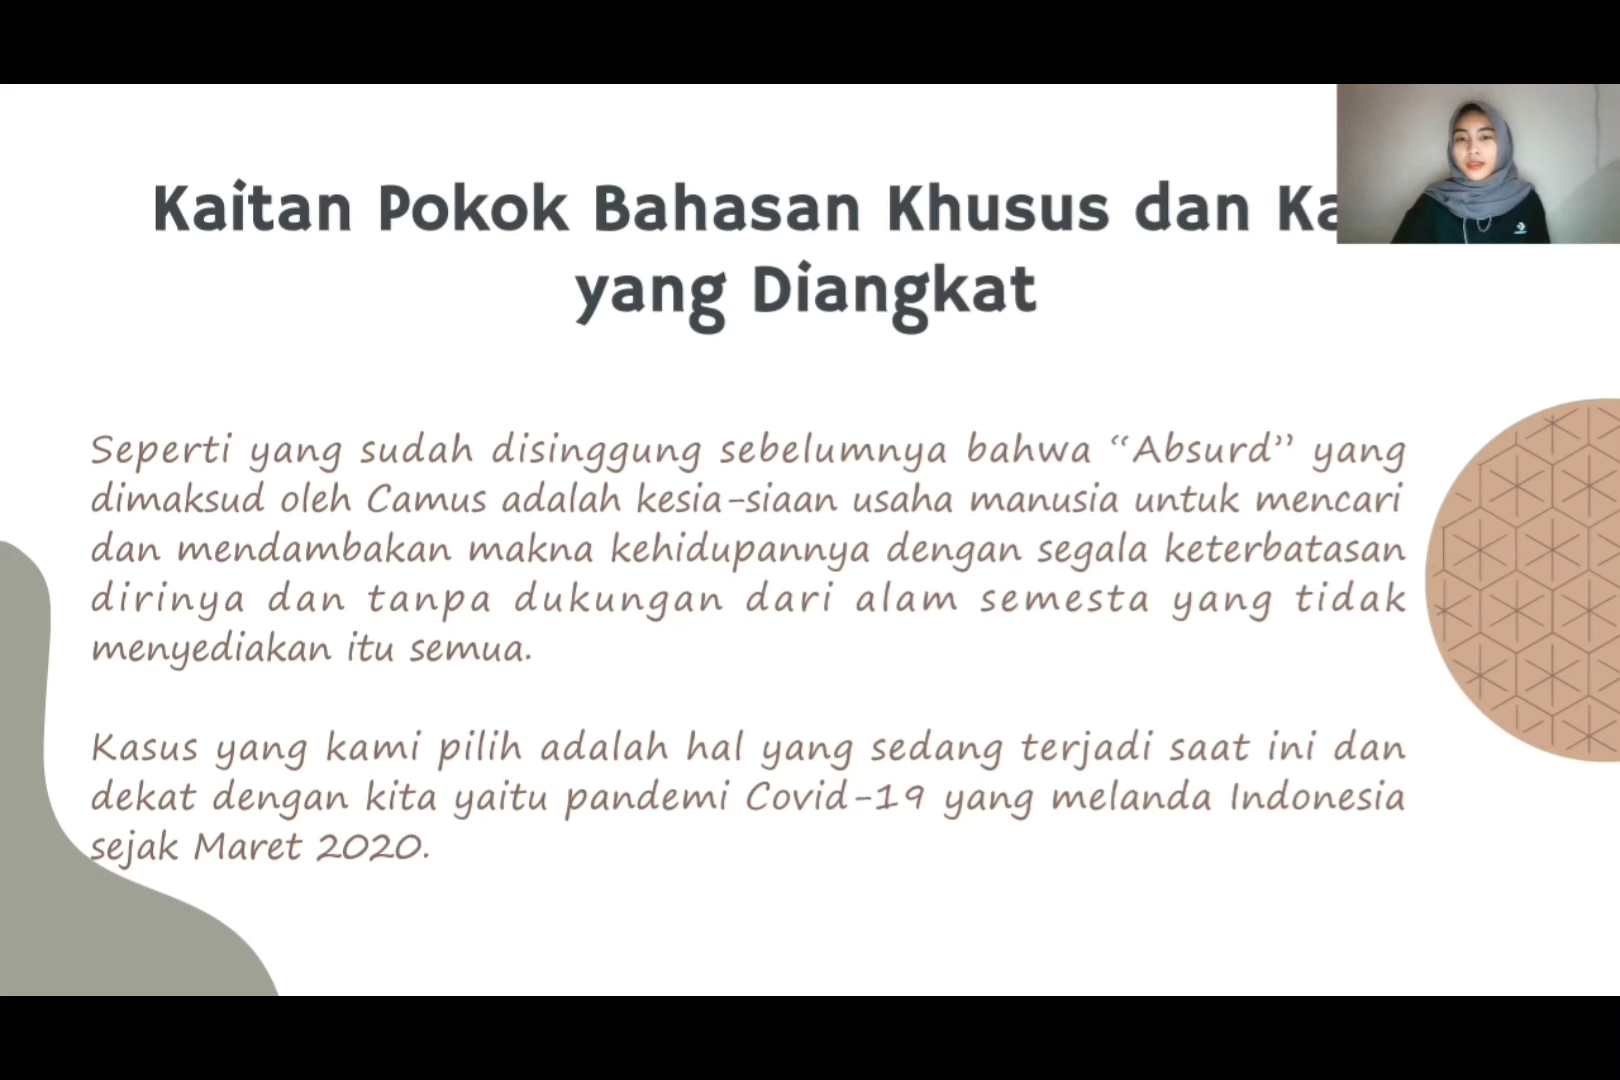 Kaitan Pokok Bahasan Khusus dan
yang Diangkat
Seperti yang sudah disinggung sebelumnya bahwa “Absurd” yang
dimaksud oleh Camus adalah kesia-siaan usaha manusia untuk mencari
dan mendambakan makna kehidupannya dengan segala keterbatasan
dirinya dan tanpa dukungan dari alam semesta yang tidak
menyediakan itu semua.
Kasus yang kami pilih adalah hal yang sedang terjadi saat ini dan
dekat dengan kita yaitu pandemi Covid-19 yang melanda Indonesia
sejak Maret 2020.